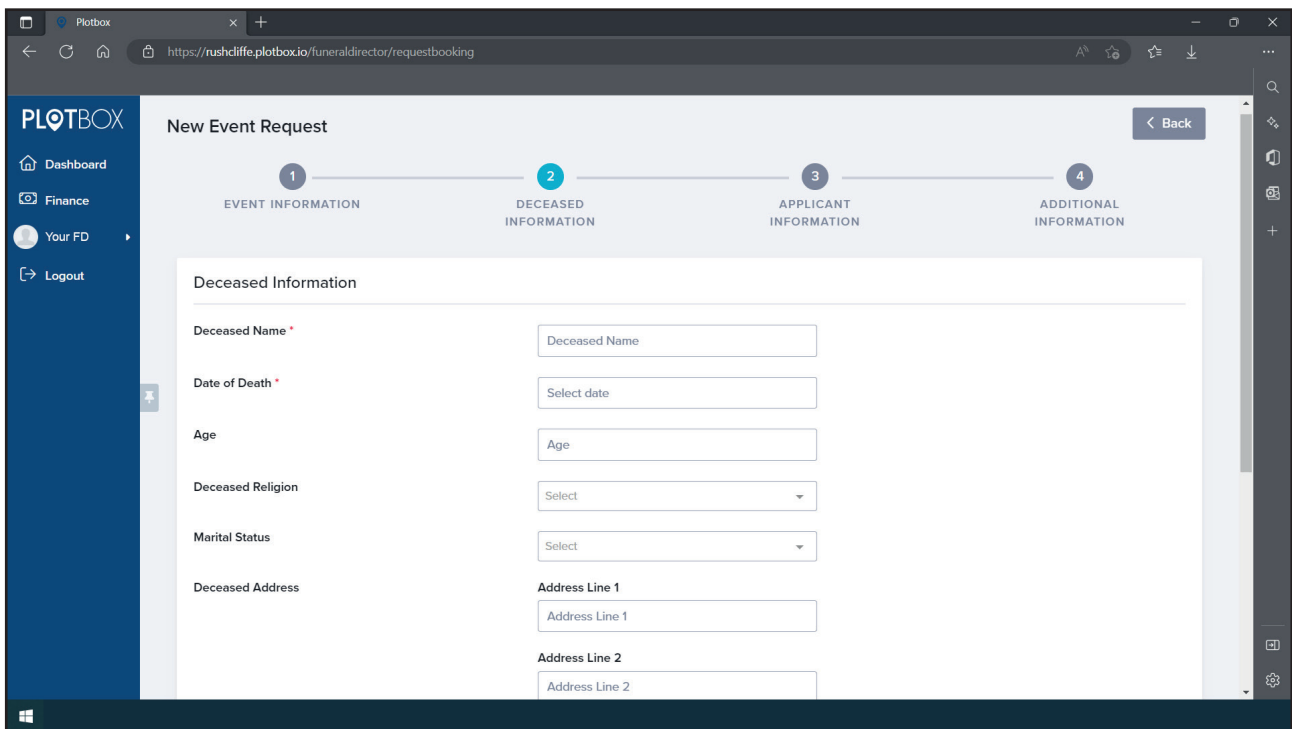 Plotbox
https://rushcliffe.plotbox.io/funeraldirector/requestbooking
PLOTBOX
Dashboard
Finance
Your FD
Logout
New Event Request
< Back
1
EVENT INFORMATION
2
DECEASED
INFORMATION
3
APPLICANT
INFORMATION
4
ADDITIONAL
INFORMATION
Deceased Information
Deceased Name *
Deceased Name
Date of Death *
Select date
Age
Age
Deceased Religion
Select
Marital Status
Select
Deceased Address
Address Line 1
Address Line 1
Address Line 2
Address Line 2